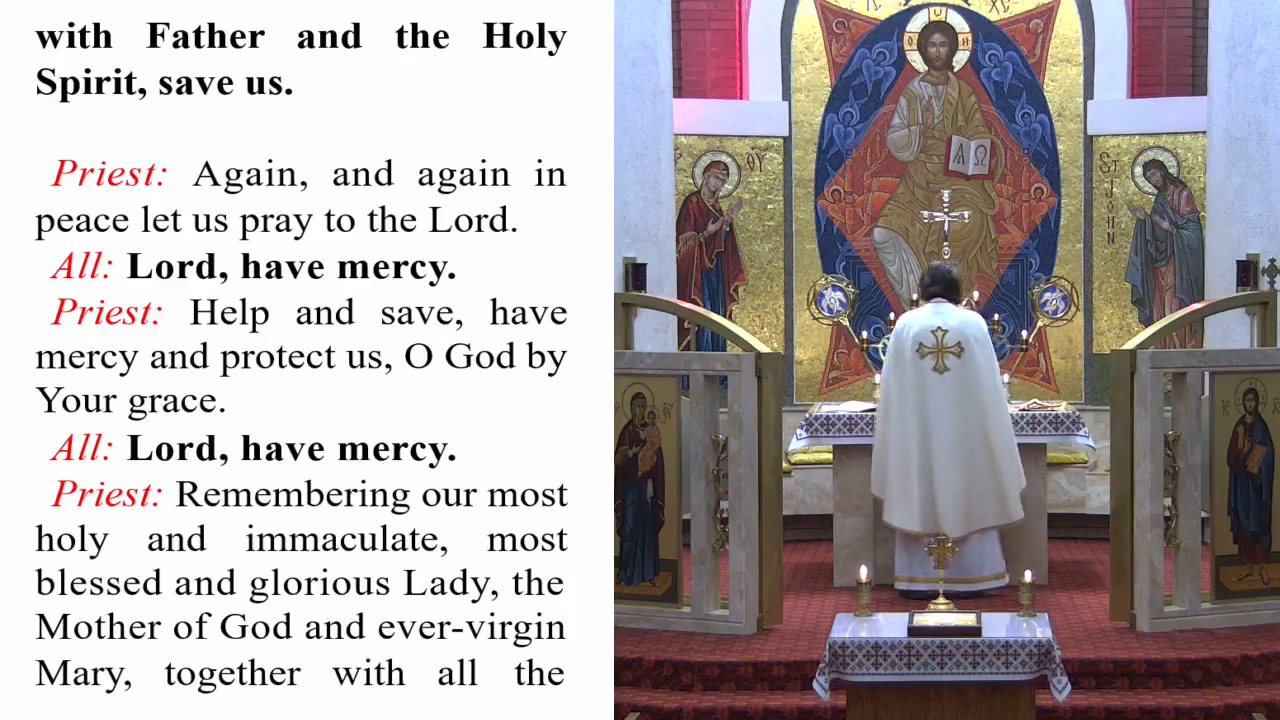 with Father and the Holy
Spirit, save us.
Priest: Again, and again in
peace let us pray to the Lord.
All: Lord, have mercy.
Priest: Help and save, have
mercy and protect us, O God by
Your grace.
All: Lord, have mercy.
Priest: Remembering our most
holy and immaculate, most
blessed and glorious Lady, the
Mother of God and ever-virgin
Mary, together with all the
Ο Ω Η
Α Ω
ΘΥ
ST
JOHN